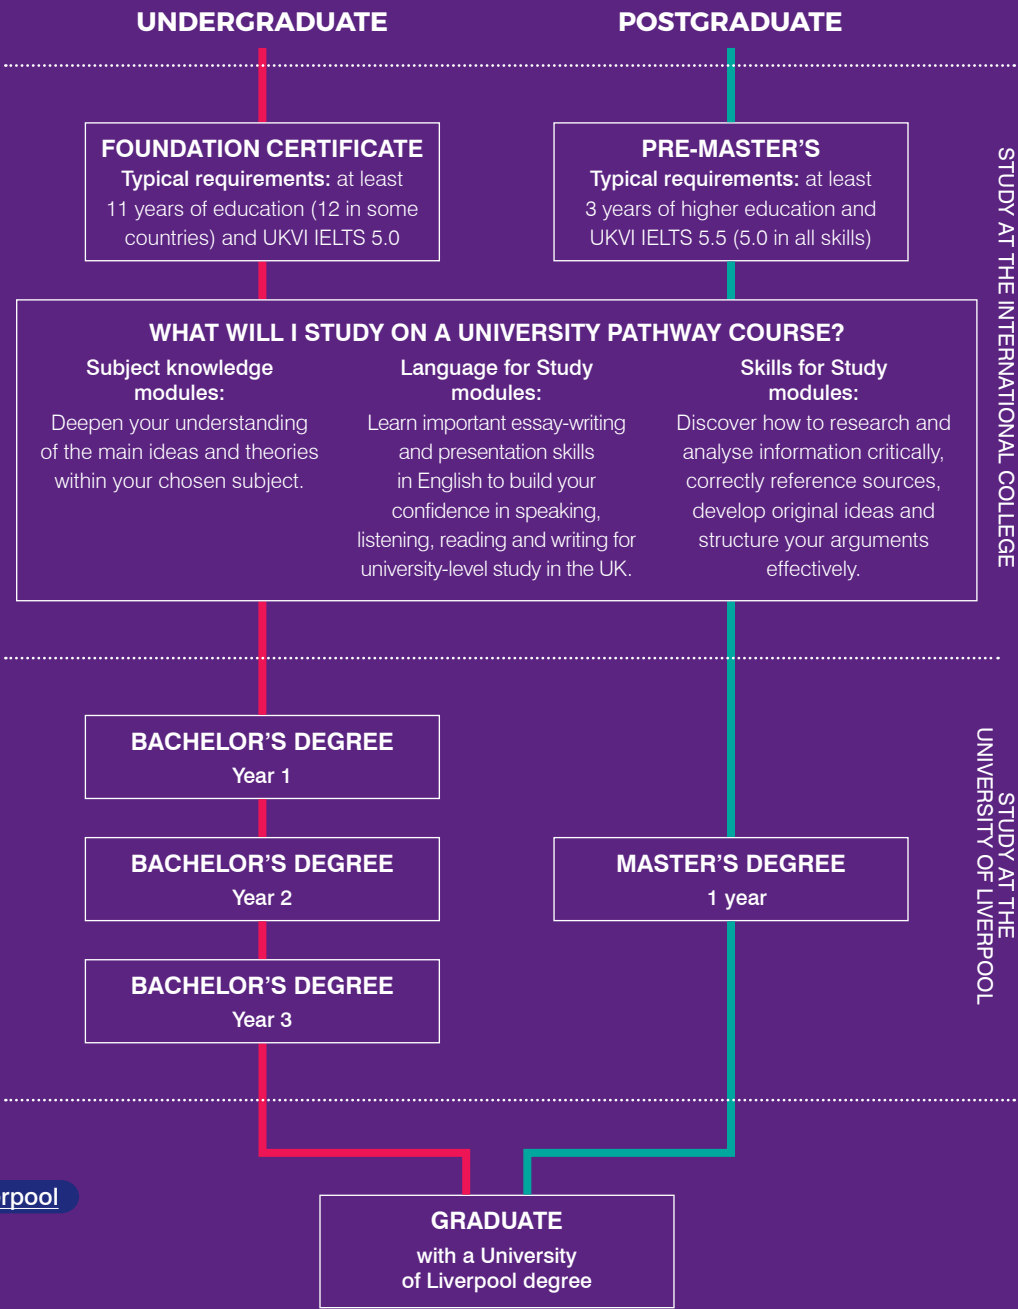 UNDERGRADUATE
POSTGRADUATE
FOUNDATION CERTIFICATE
Typical requirements: at least
11 years of education (12 in some
countries) and UKVI IELTS 5.0
PRE-MASTER’S
Typical requirements: at least
3 years of higher education and
UKVI IELTS 5.5 (5.0 in all skills)
STUDY AT THE INTERNATIONAL COLLEGE
WHAT WILL I STUDY ON A UNIVERSITY PATHWAY COURSE?
Subject knowledge
modules:
Deepen your understanding
of the main ideas and theories
within your chosen subject.
Language for Study
modules:
Learn important essay-writing
and presentation skills
in English to build your
confidence in speaking,
listening, reading and writing for
university-level study in the UK.
Skills for Study
modules:
Discover how to research and
analyse information critically,
correctly reference sources,
develop original ideas and
structure your arguments
effectively.
BACHELOR’S DEGREE
Year 1
BACHELOR’S DEGREE
Year 2
BACHELOR’S DEGREE
Year 3
MASTER’S DEGREE
1 year
STUDY AT THE
UNIVERSITY OF LIVERPOOL
rpool
GRADUATE
with a University
of Liverpool degree